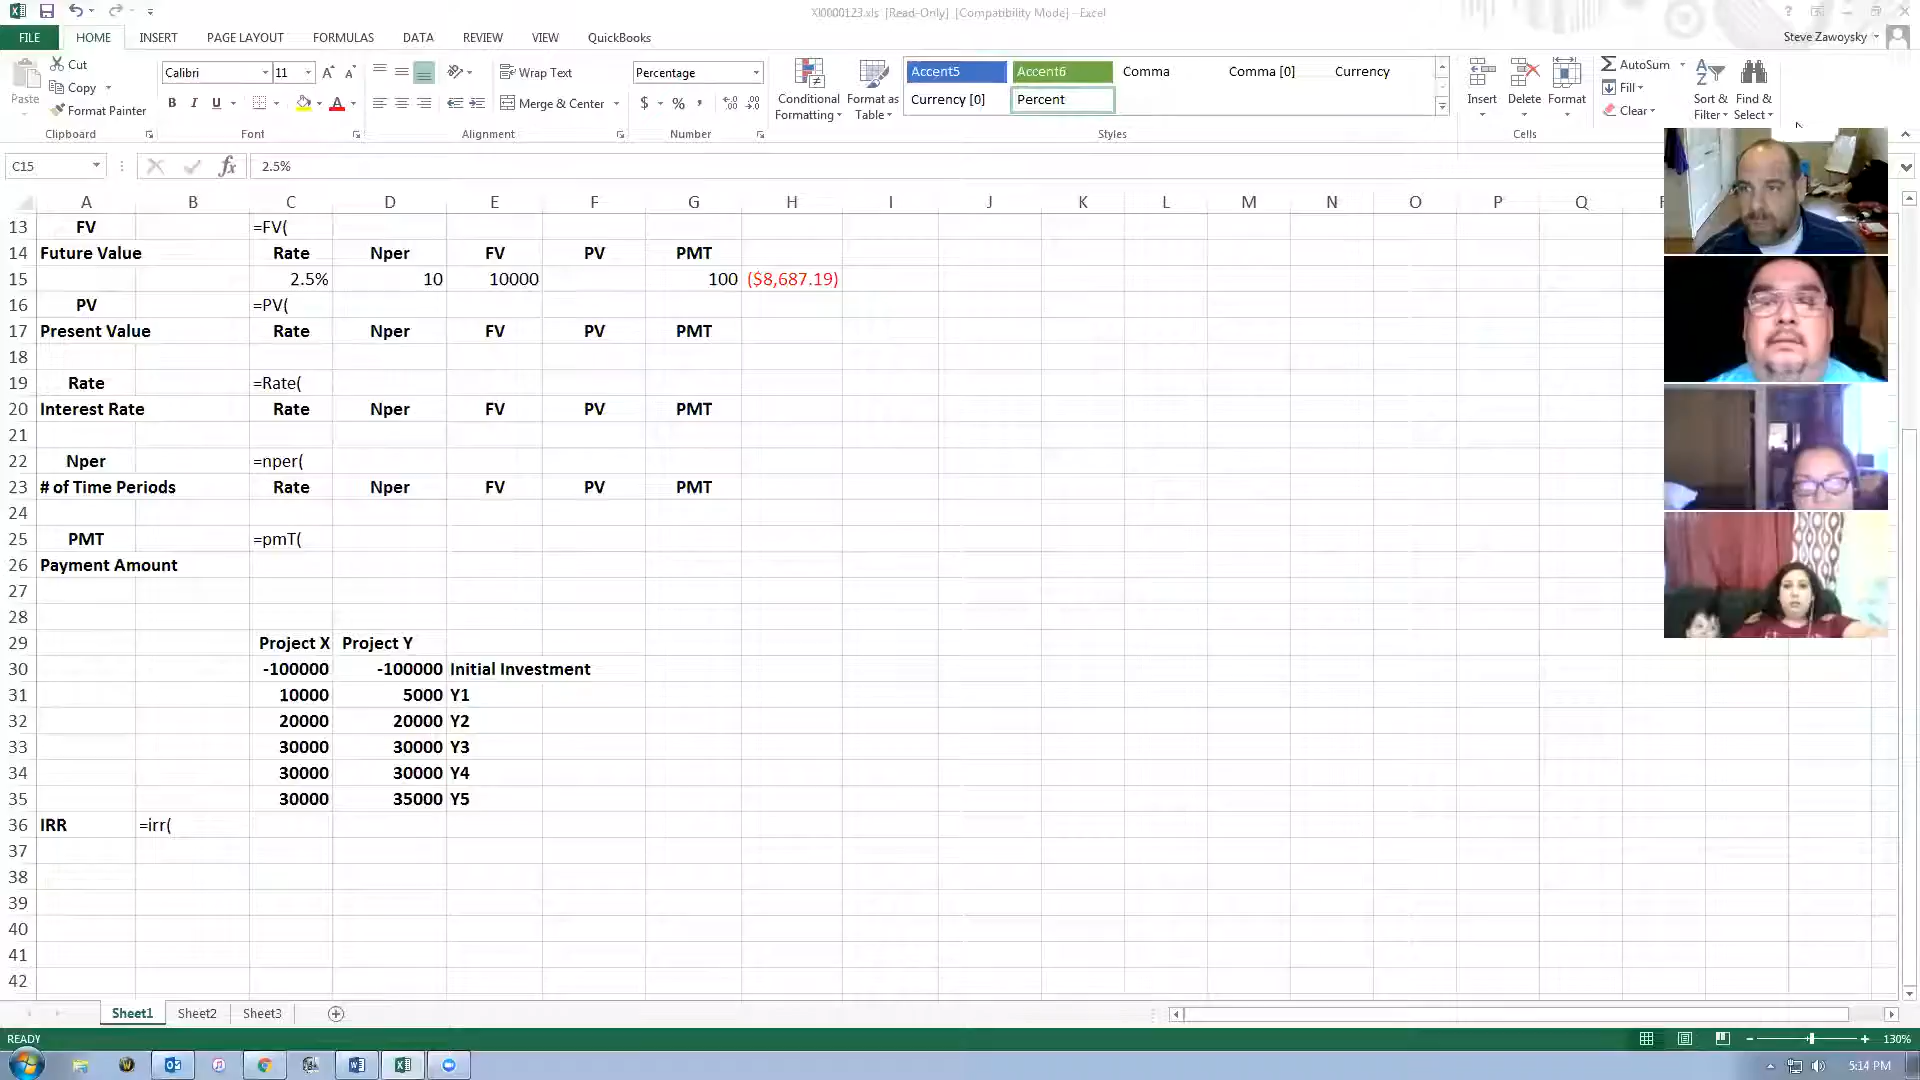 Xl0000123.xls [Read-Only] [Compatibility Mode] - Excel
FILE HOME INSERT PAGE LAYOUT FORMULAS DATA REVIEW VIEW QuickBooks Steve Zawoysky
Paste Cut Copy Format Painter
Clipboard
Calibri 11
B I U
Font
Wrap Text
Merge & Center
Alignment
Percentage
$ % ,
Number
Conditional Formatting
Format as Table
Accent5 Accent6 Comma Comma [0] Currency
Currency [0] Percent
Styles
Insert Delete Format
Cells
AutoSum
Fill
Clear
Sort & Filter
Find & Select
C15 fx 2.5%
A B C D E F G H I J K L M N O P Q
13 FV =FV(
14 Future Value Rate Nper FV PV PMT
15 2.5% 10 10000 100 ($8,687.19)
16 PV =PV(
17 Present Value Rate Nper FV PV PMT
18
19 Rate =Rate(
20 Interest Rate Rate Nper FV PV PMT
21
22 Nper =nper(
23 # of Time Periods Rate Nper FV PV PMT
24
25 PMT =pmT(
26 Payment Amount
27
28
29 Project X Project Y
30 -100000 -100000 Initial Investment
31 10000 5000 Y1
32 20000 20000 Y2
33 30000 30000 Y3
34 30000 30000 Y4
35 30000 35000 Y5
36 IRR =irr(
37
38
39
40
41
42
Sheet1 Sheet2 Sheet3
READY 130%
5:14 PM